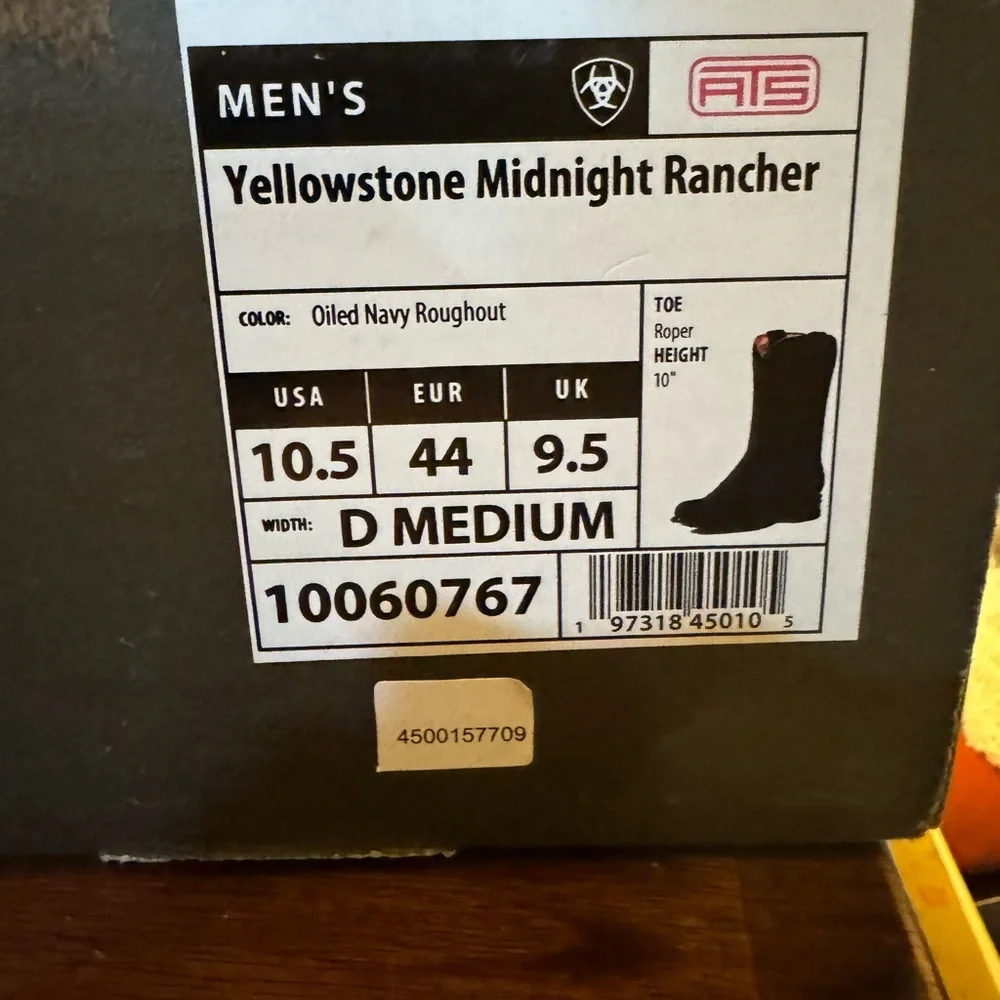 MEN'S
ATS
Yellowstone Midnight Rancher
COLOR: Oiled Navy Roughout
TOE
Roper
HEIGHT
10"
USA EUR UK
10.5 44 9.5
WIDTH: D MEDIUM
10060767
1 97318 45010 5
4500157709